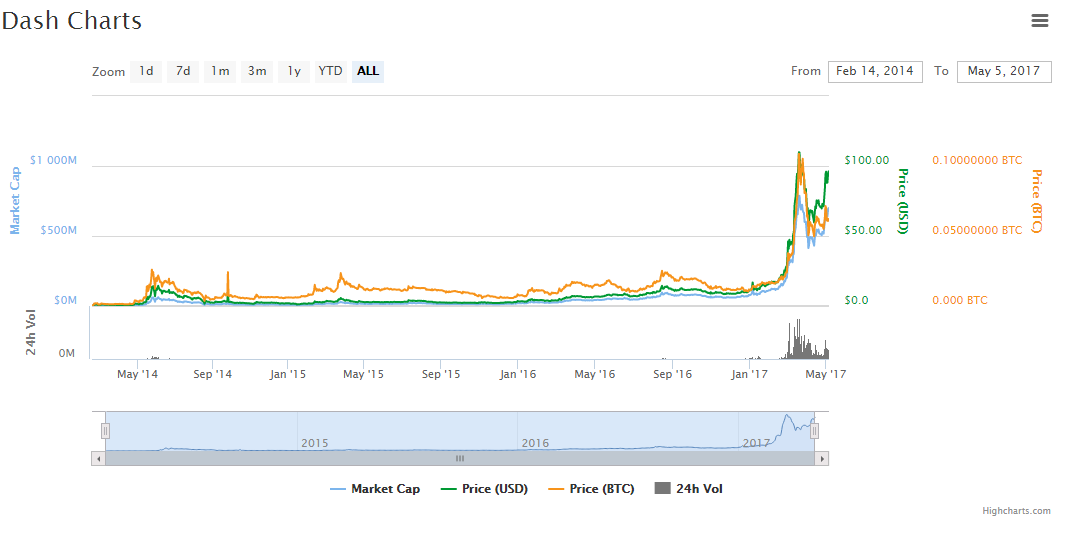 Dash Charts
Zoom 1d 7d 1m 3m 1y YTD ALL From Feb 14, 2014 To May 5, 2017
$1 000M $100.00 0.10000000 BTC
Market Cap Price (USD) Price (BTC)
$500M $50.00 0.05000000 BTC
$0M $0.0 0.000 BTC
24h Vol
0M
May '14 Sep '14 Jan '15 May '15 Sep '15 Jan '16 May '16 Sep '16 Jan '17 May '17
2015 2016 2017
Market Cap Price (USD) Price (BTC) 24h Vol
Highcharts.com